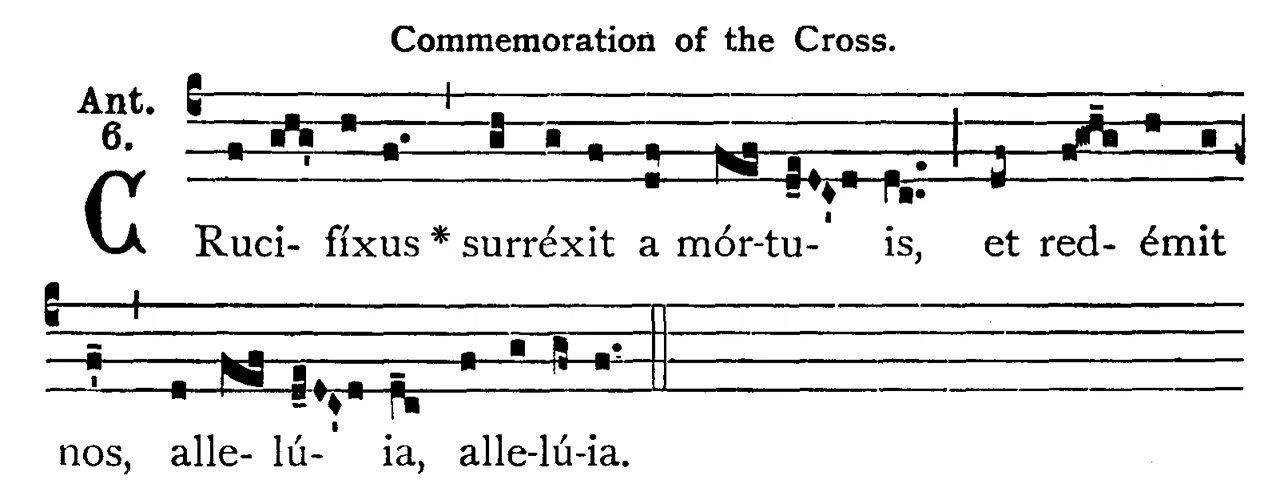 Commemoration of the Cross.
Ant.
6.
CRuci- fíxus * surréxit a mór-tu- is, et red- émit
nos, alle- lú- ia, alle-lú-ia.